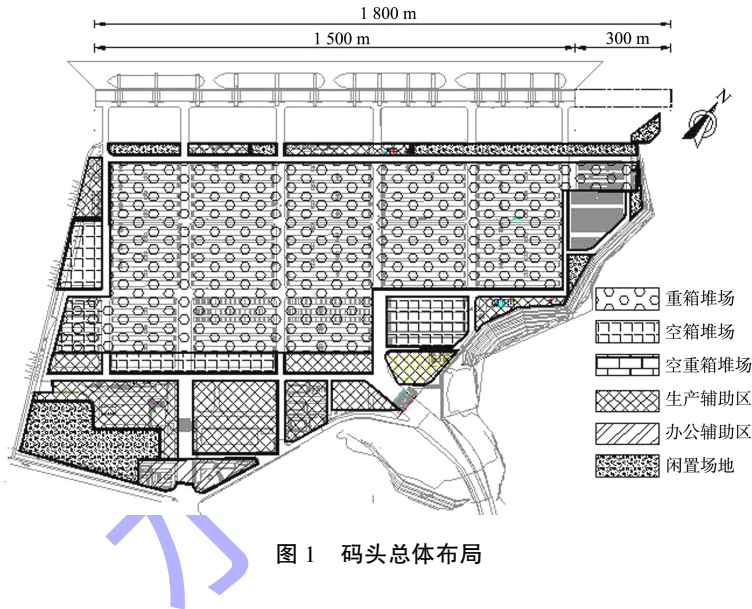 1 800 m
1 500 m
300 m
N
重箱堆场
空箱堆场
空重箱堆场
生产辅助区
办公辅助区
闲置场地
图 1 码头总体布局